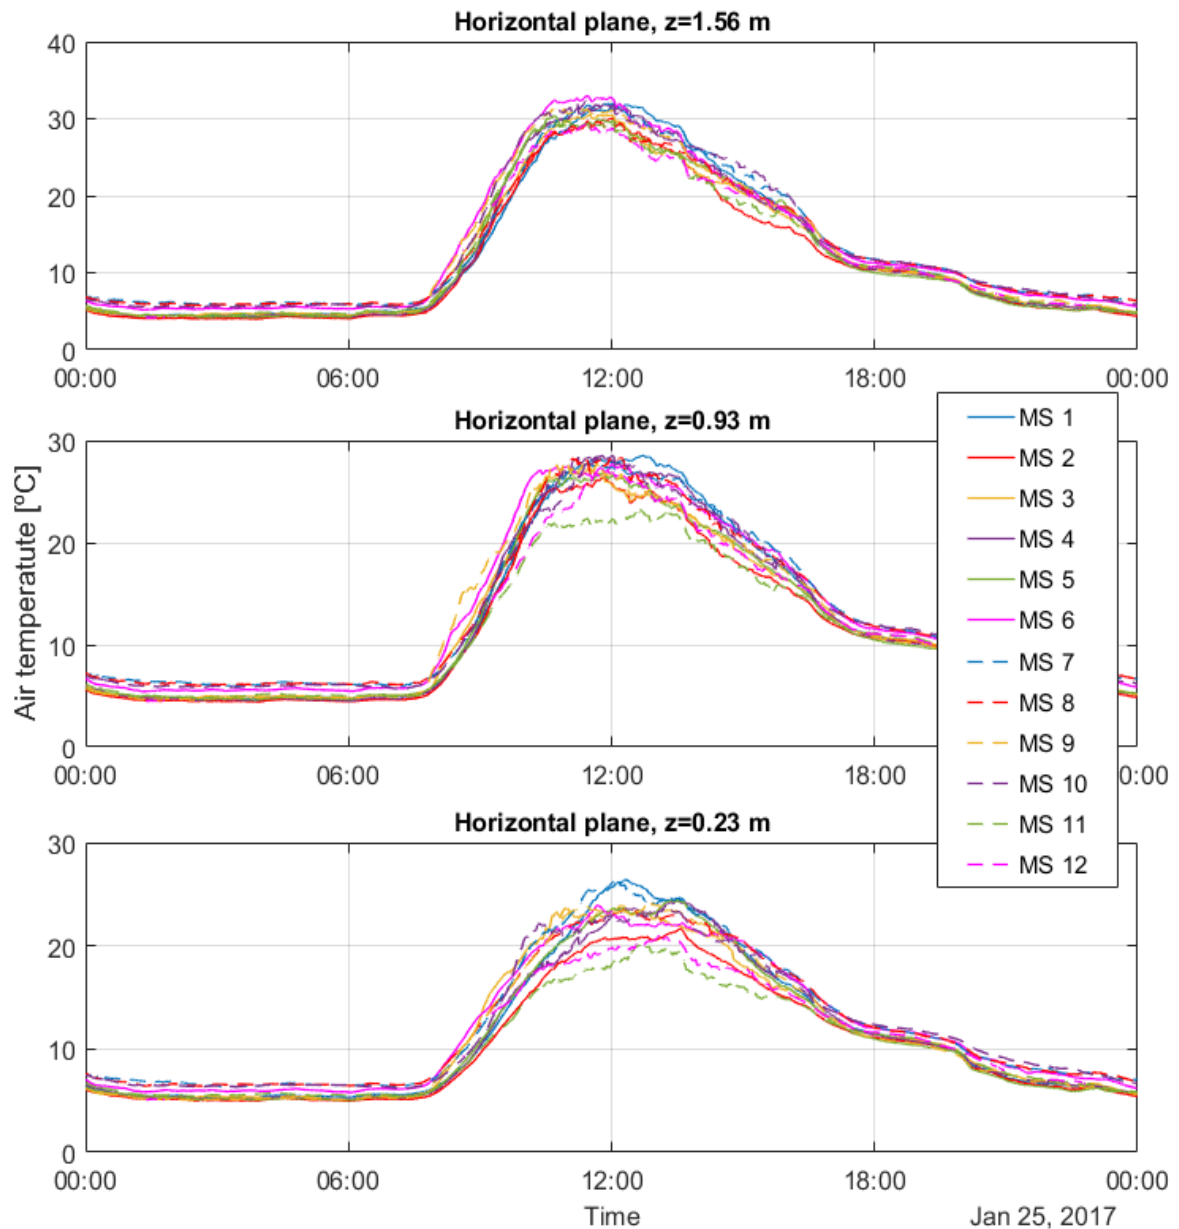 Horizontal plane, z=1.56 m
40
30
20
10
0
00:00 06:00 12:00 18:00 00:00
Horizontal plane, z=0.93 m
30
20
10
0
00:00 06:00 12:00 18:00 0:00
Air temperatute [ºC]
MS 1
MS 2
MS 3
MS 4
MS 5
MS 6
MS 7
MS 8
MS 9
MS 10
MS 11
MS 12
Horizontal plane, z=0.23 m
30
20
10
0
00:00 06:00 12:00 18:00 00:00
Time
Jan 25, 2017